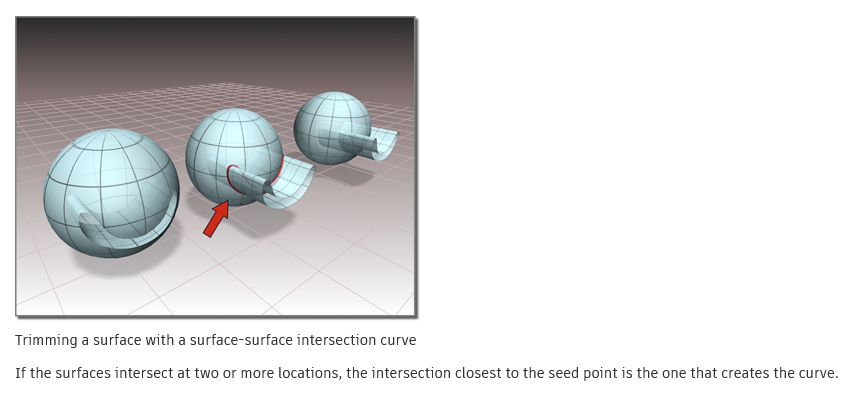 Trimming a surface with a surface-surface intersection curve
If the surfaces intersect at two or more locations, the intersection closest to the seed point is the one that creates the curve.